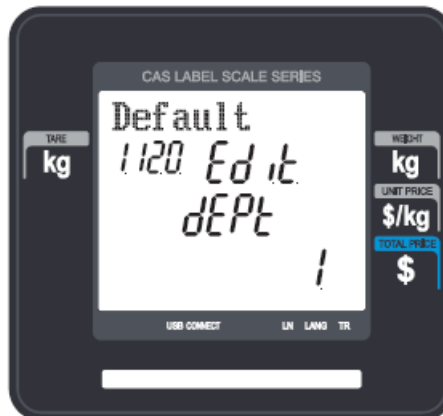 CAS LABEL SCALE SERIES
Default
TARE
kg
1120 Edit
dEPt
1
WEIGHT
kg
UNIT PRICE
$/kg
TOTAL PRICE
$
USB CONNECT LN LANG TR